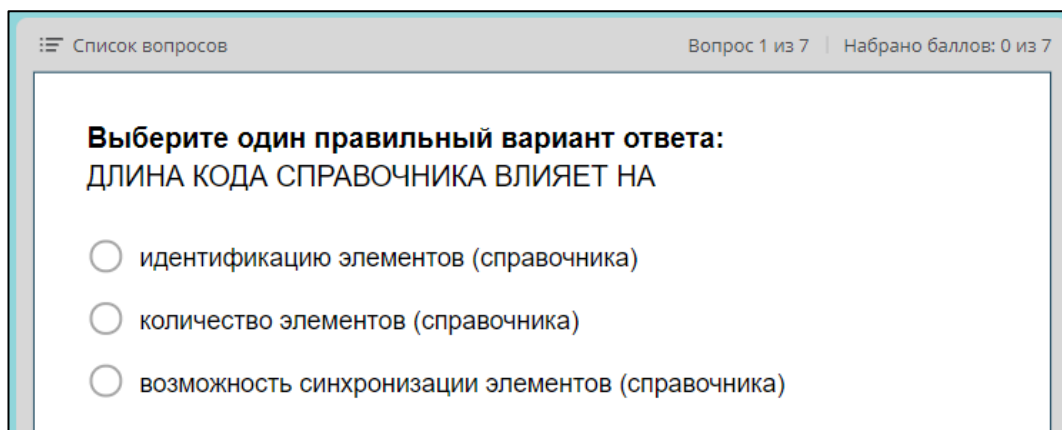 Список вопросов
Вопрос 1 из 7 | Набрано баллов: 0 из 7
Выберите один правильный вариант ответа:
ДЛИНА КОДА СПРАВОЧНИКА ВЛИЯЕТ НА
идентификацию элементов (справочника)
количество элементов (справочника)
возможность синхронизации элементов (справочника)